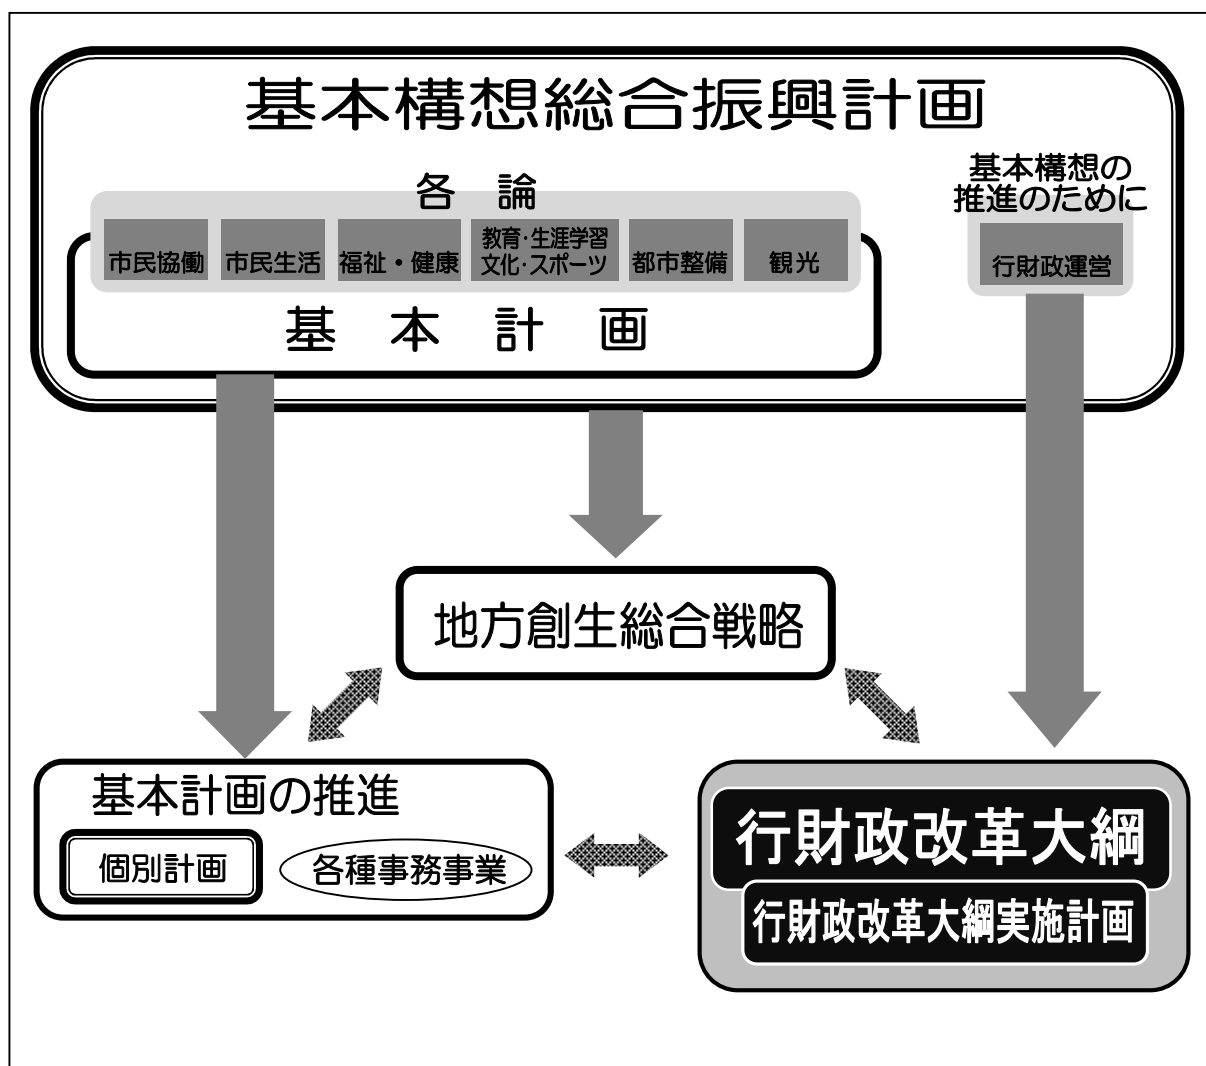 基本構想総合振興計画
各 論
基本構想の
推進のために
市民協働
市民生活
福祉・健康
教育・生涯学習
文化・スポーツ
都市整備
観光
行財政運営
基 本 計 画
地方創生総合戦略
基本計画の推進
個別計画
各種事務事業
行財政改革大綱
行財政改革大綱実施計画